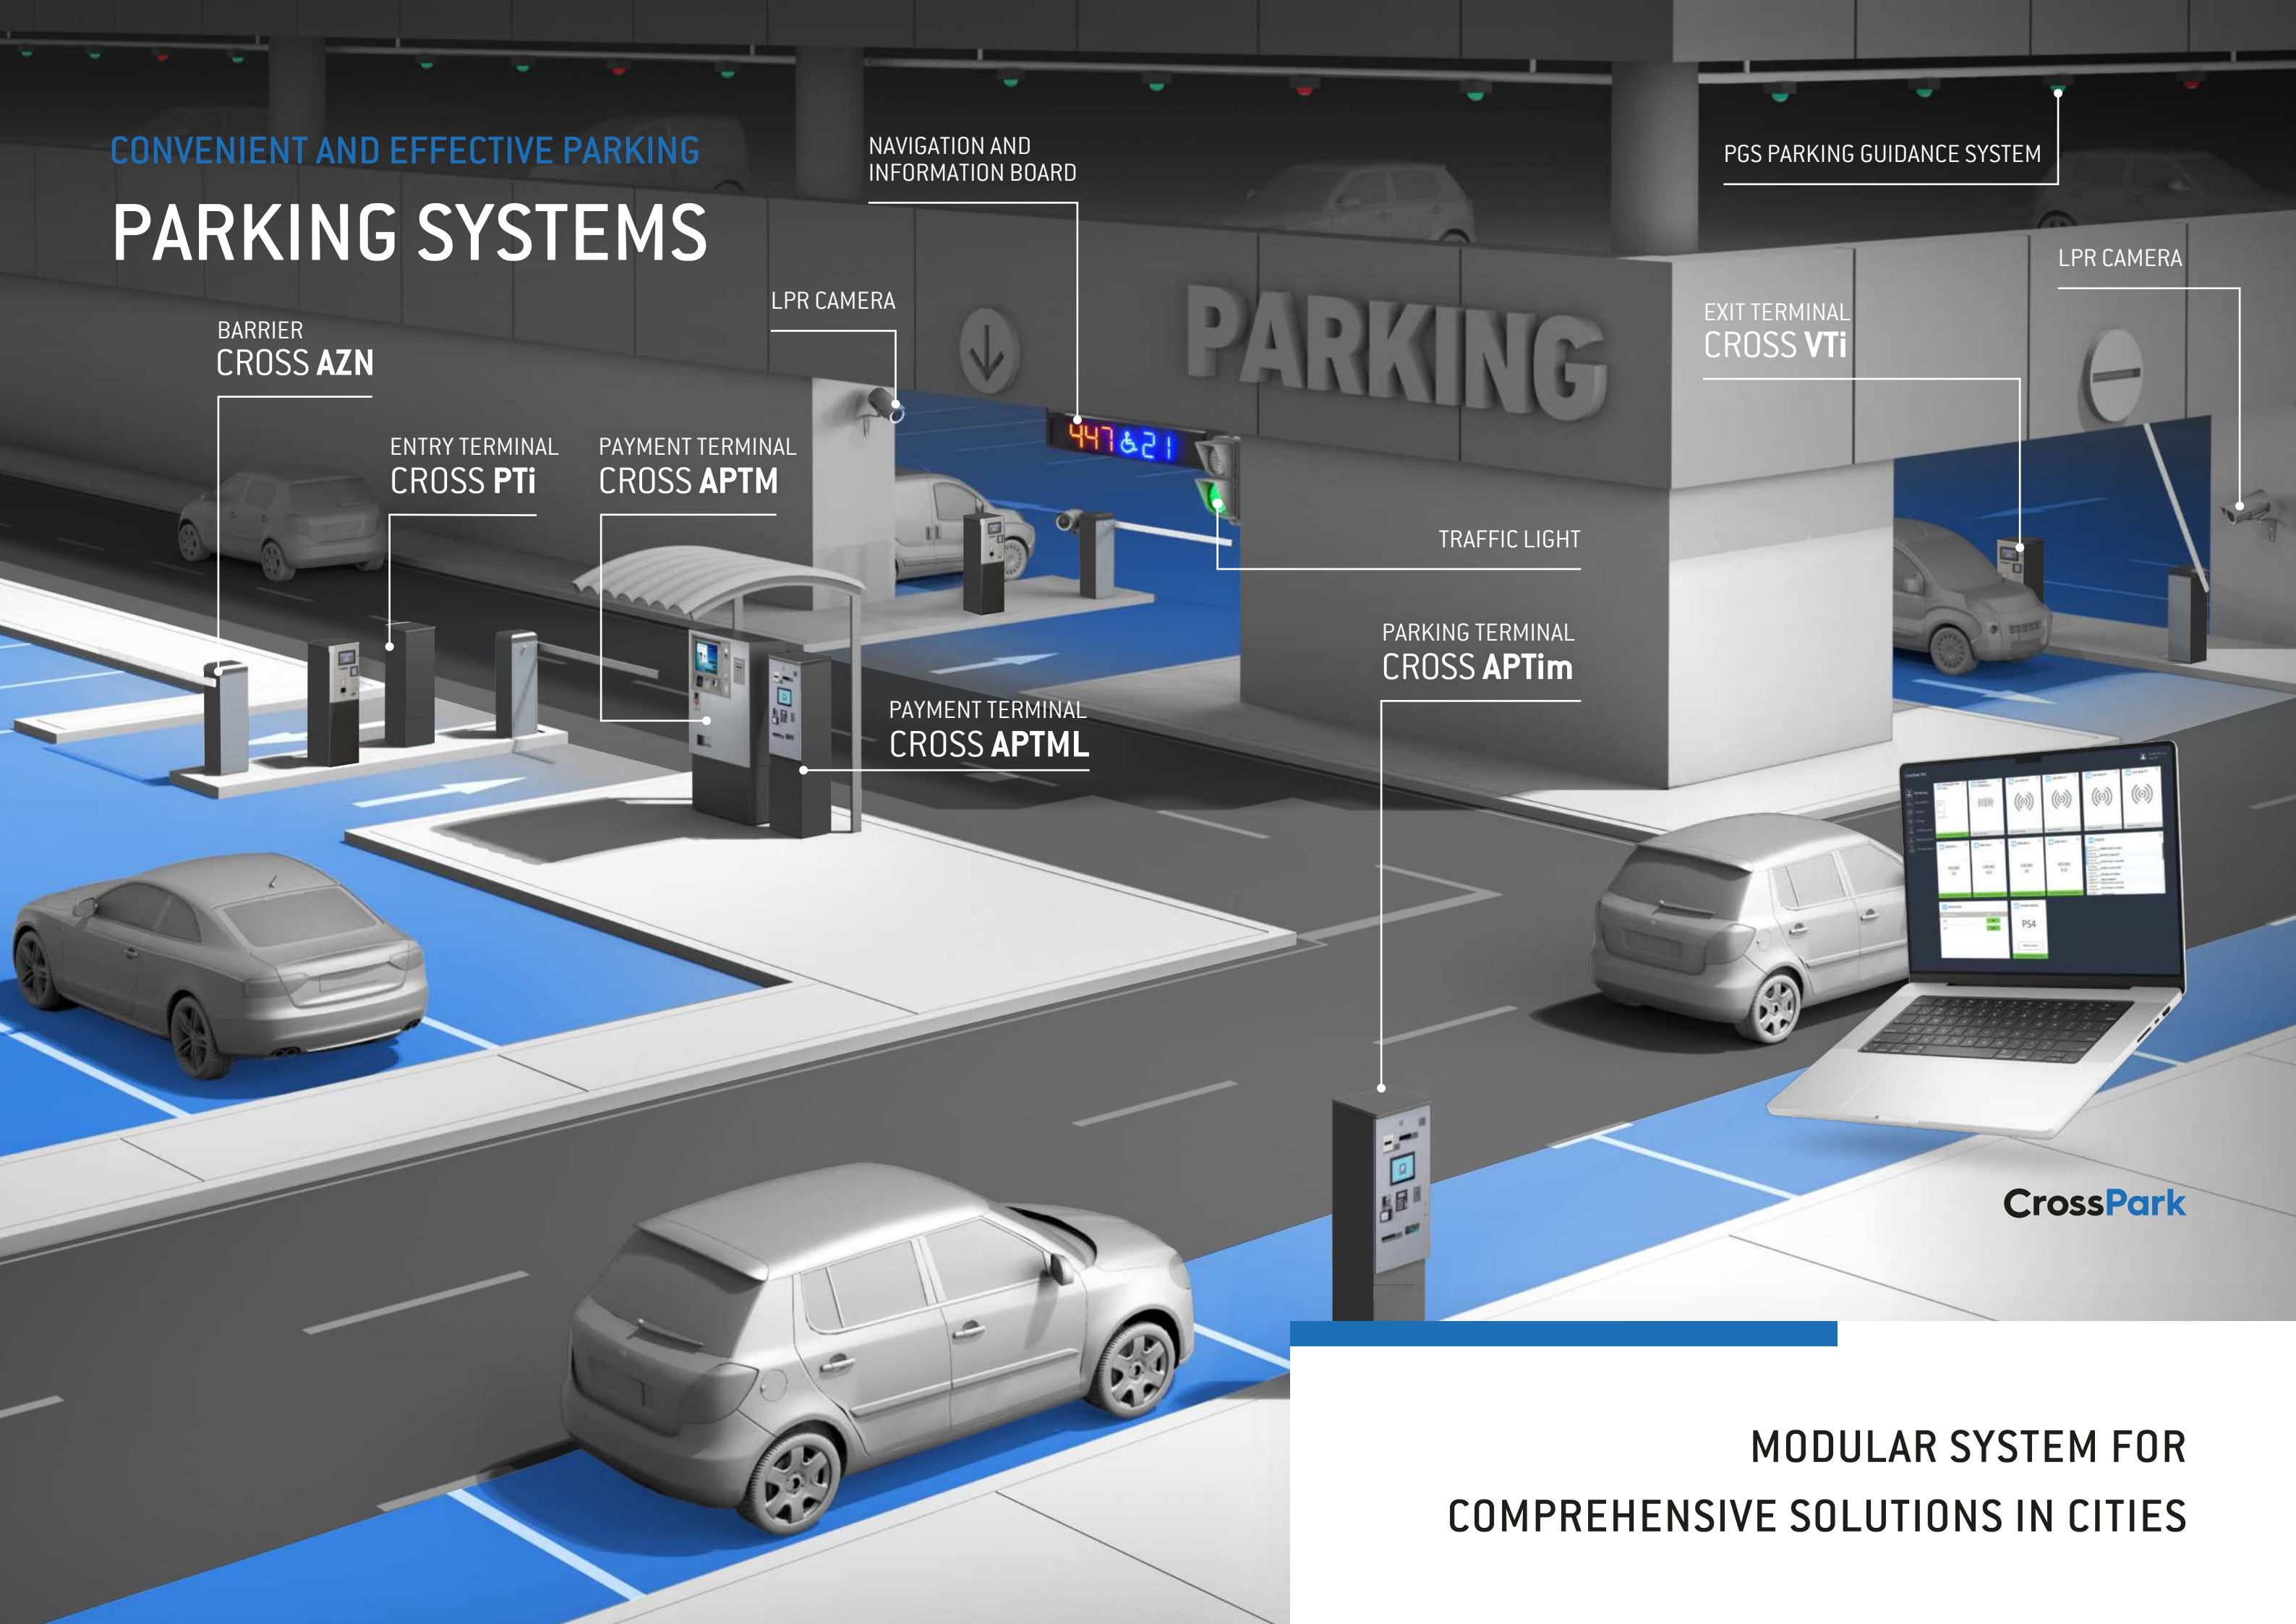 CONVENIENT AND EFFECTIVE PARKING
PARKING SYSTEMS
NAVIGATION AND
INFORMATION BOARD
PGS PARKING GUIDANCE SYSTEM
LPR CAMERA
LPR CAMERA
BARRIER
CROSS AZN
EXIT TERMINAL
CROSS VTi
PARKING
ENTRY TERMINAL
CROSS PTi
PAYMENT TERMINAL
CROSS APTM
447 21
TRAFFIC LIGHT
PARKING TERMINAL
CROSS APTim
PAYMENT TERMINAL
CROSS APTML
PS4
CrossPark
MODULAR SYSTEM FOR
COMPREHENSIVE SOLUTIONS IN CITIES